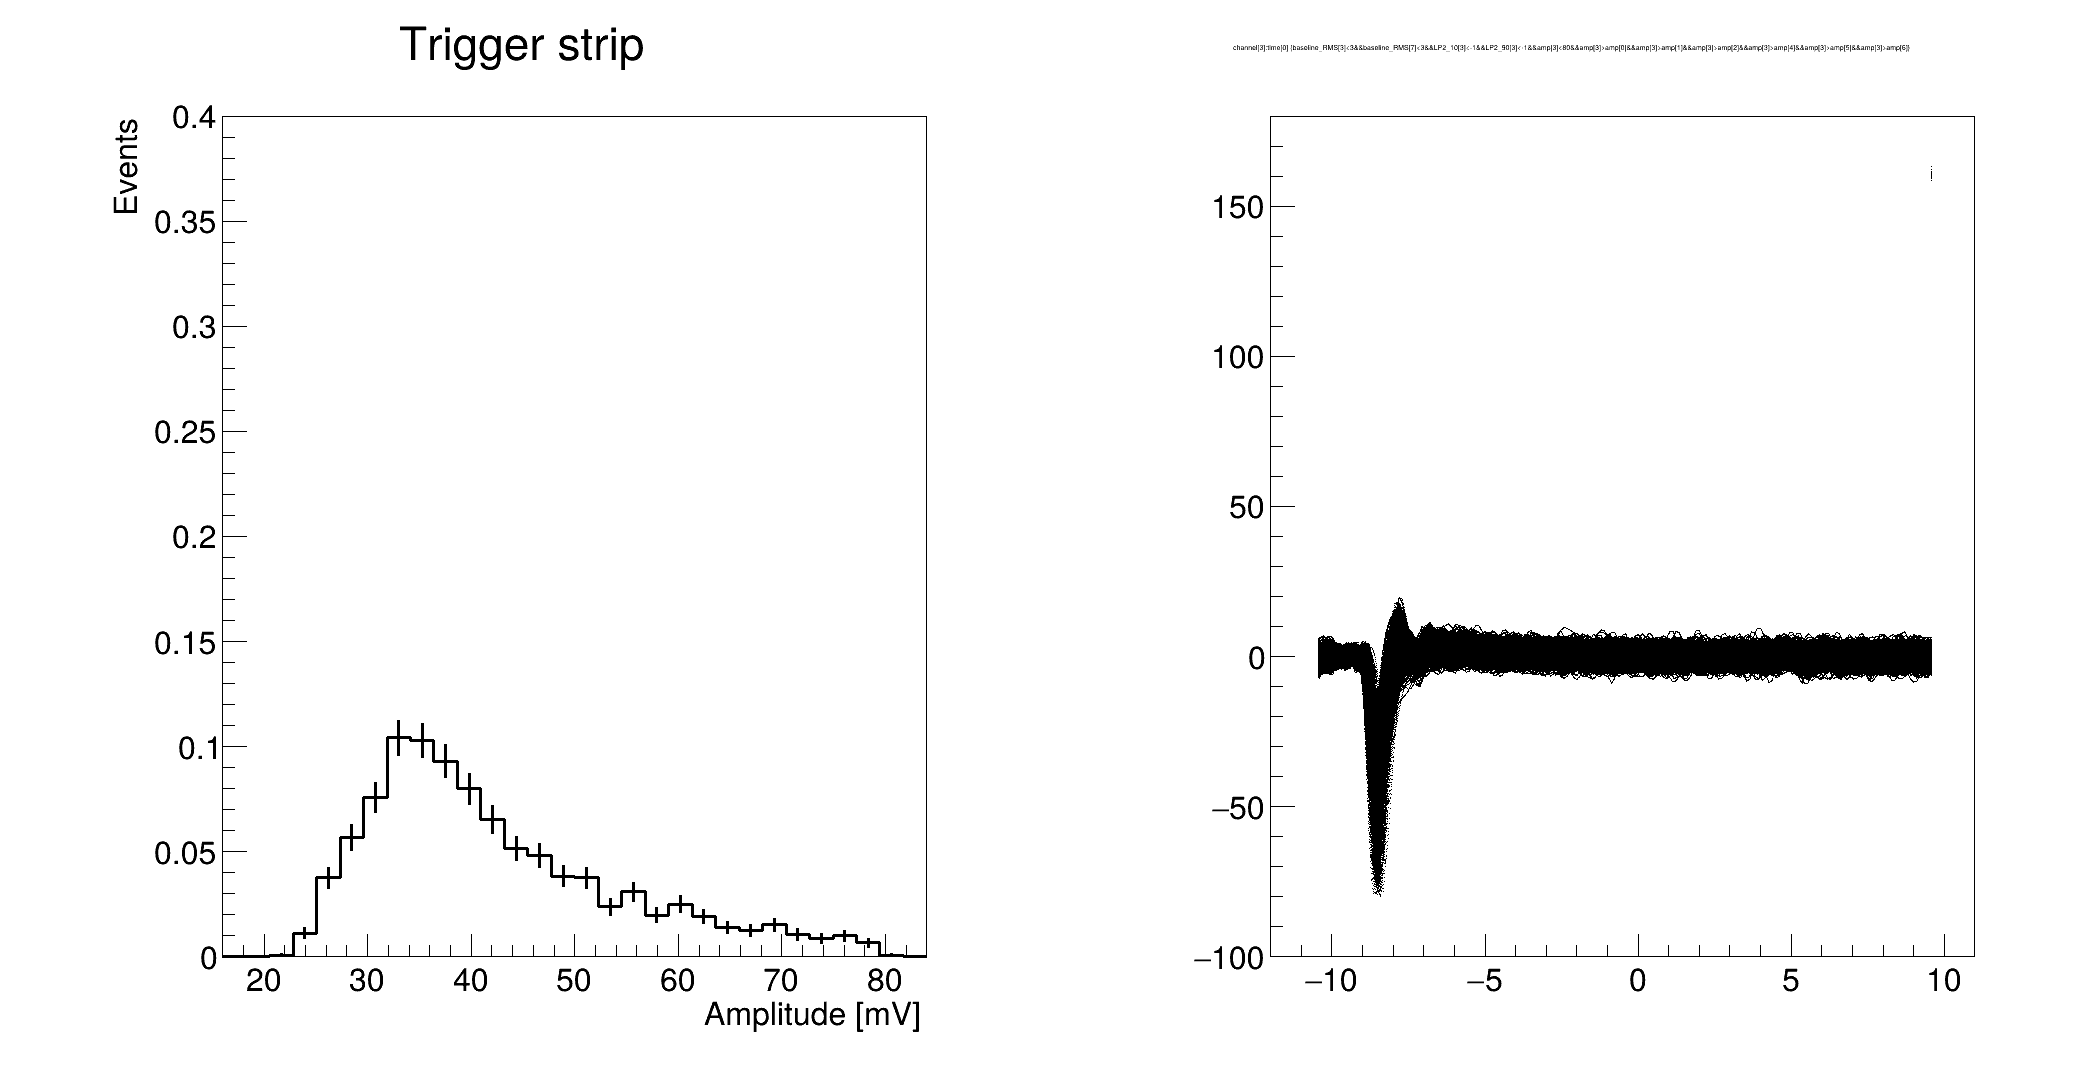 Trigger strip
channel[3]:time[0] {baseline_RMS[3]<3&&baseline_RMS[7]<3&&LP2_10[3]<-1&&LP2_90[3]<-1&&amp[3]<80&&amp[3]>amp[0]&&amp[3]>amp[1]&&amp[3]>amp[2]&&amp[3]>amp[4]&&amp[3]>amp[5]&&amp[3]>amp[6]}
Events
0.4
0.35
0.3
0.25
0.2
0.15
0.1
0.05
0
20 30 40 50 60 70 80
Amplitude [mV]
150
100
50
0
−50
−100
−10 −5 0 5 10